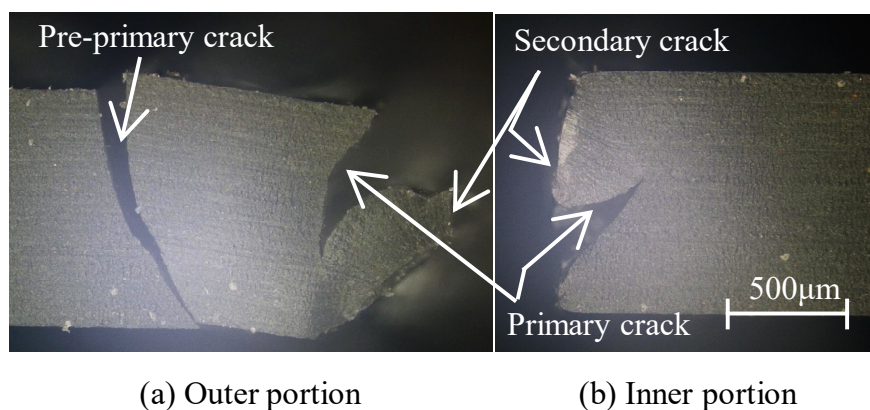 Pre-primary crack
Secondary crack
Primary crack
500μm
(a) Outer portion
(b) Inner portion